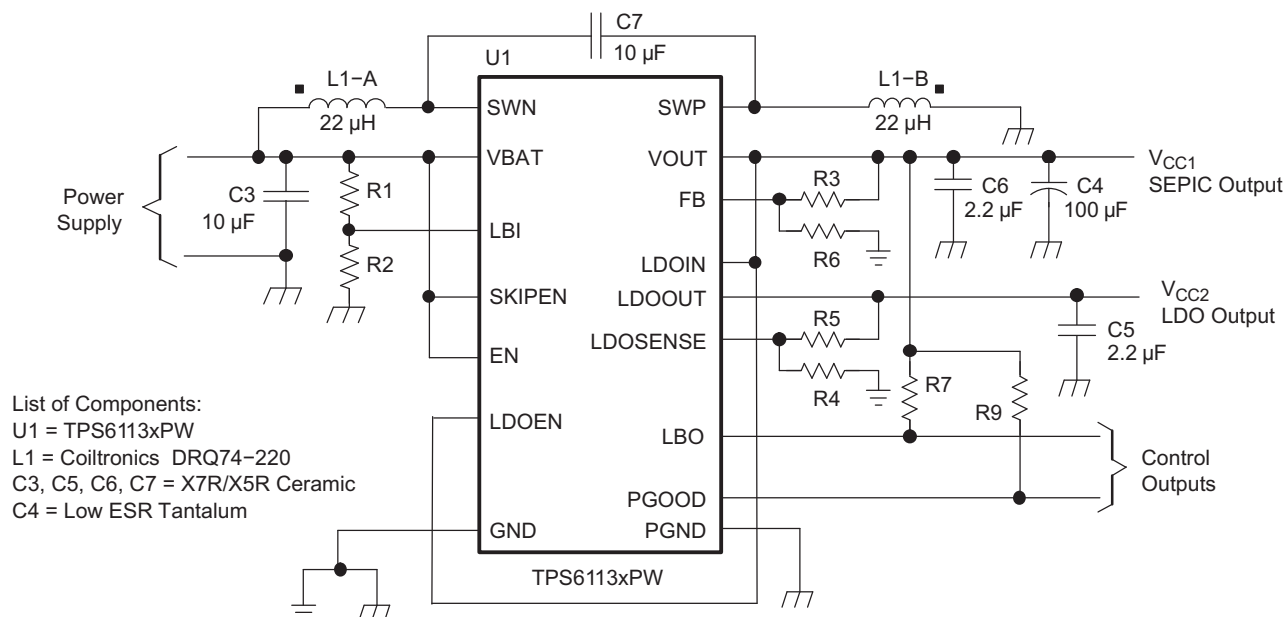 C7
10 µF
U1
L1−A
22 µH
L1−B
22 µH
SWN
SWP
VBAT
VOUT
VCC1
SEPIC Output
Power
Supply
C3
10 µF
R1
R3
FB
C6
2.2 µF
C4
100 µF
LBI
R2
R6
LDOIN
SKIPEN
LDOOUT
VCC2
LDO Output
R5
LDOSENSE
C5
2.2 µF
EN
R4
R7
R9
List of Components:
U1 = TPS6113xPW
L1 = Coiltronics DRQ74−220
C3, C5, C6, C7 = X7R/X5R Ceramic
C4 = Low ESR Tantalum
LDOEN
LBO
Control
Outputs
PGOOD
GND
PGND
TPS6113xPW